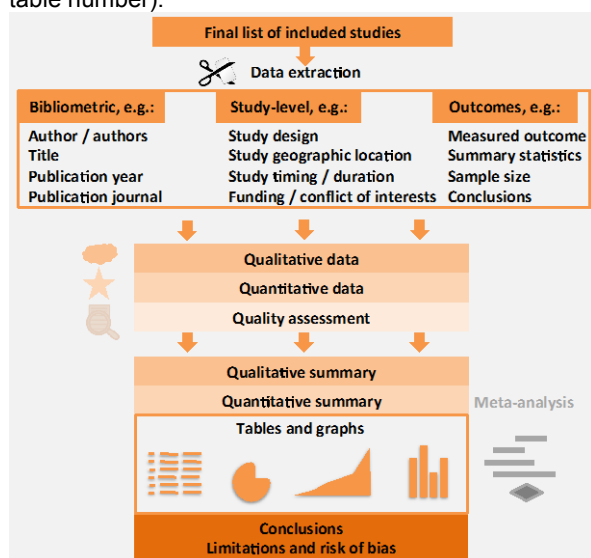 table number).
Final list of included studies
Data extraction
Bibliometric, e.g.:
Author / authors
Title
Publication year
Publication journal
Study-level, e.g.:
Study design
Study geographic location
Study timing / duration
Funding / conflict of interests
Outcomes, e.g.:
Measured outcome
Summary statistics
Sample size
Conclusions
Qualitative data
Quantitative data
Quality assessment
Qualitative summary
Quantitative summary
Meta-analysis
Tables and graphs
Conclusions
Limitations and risk of bias